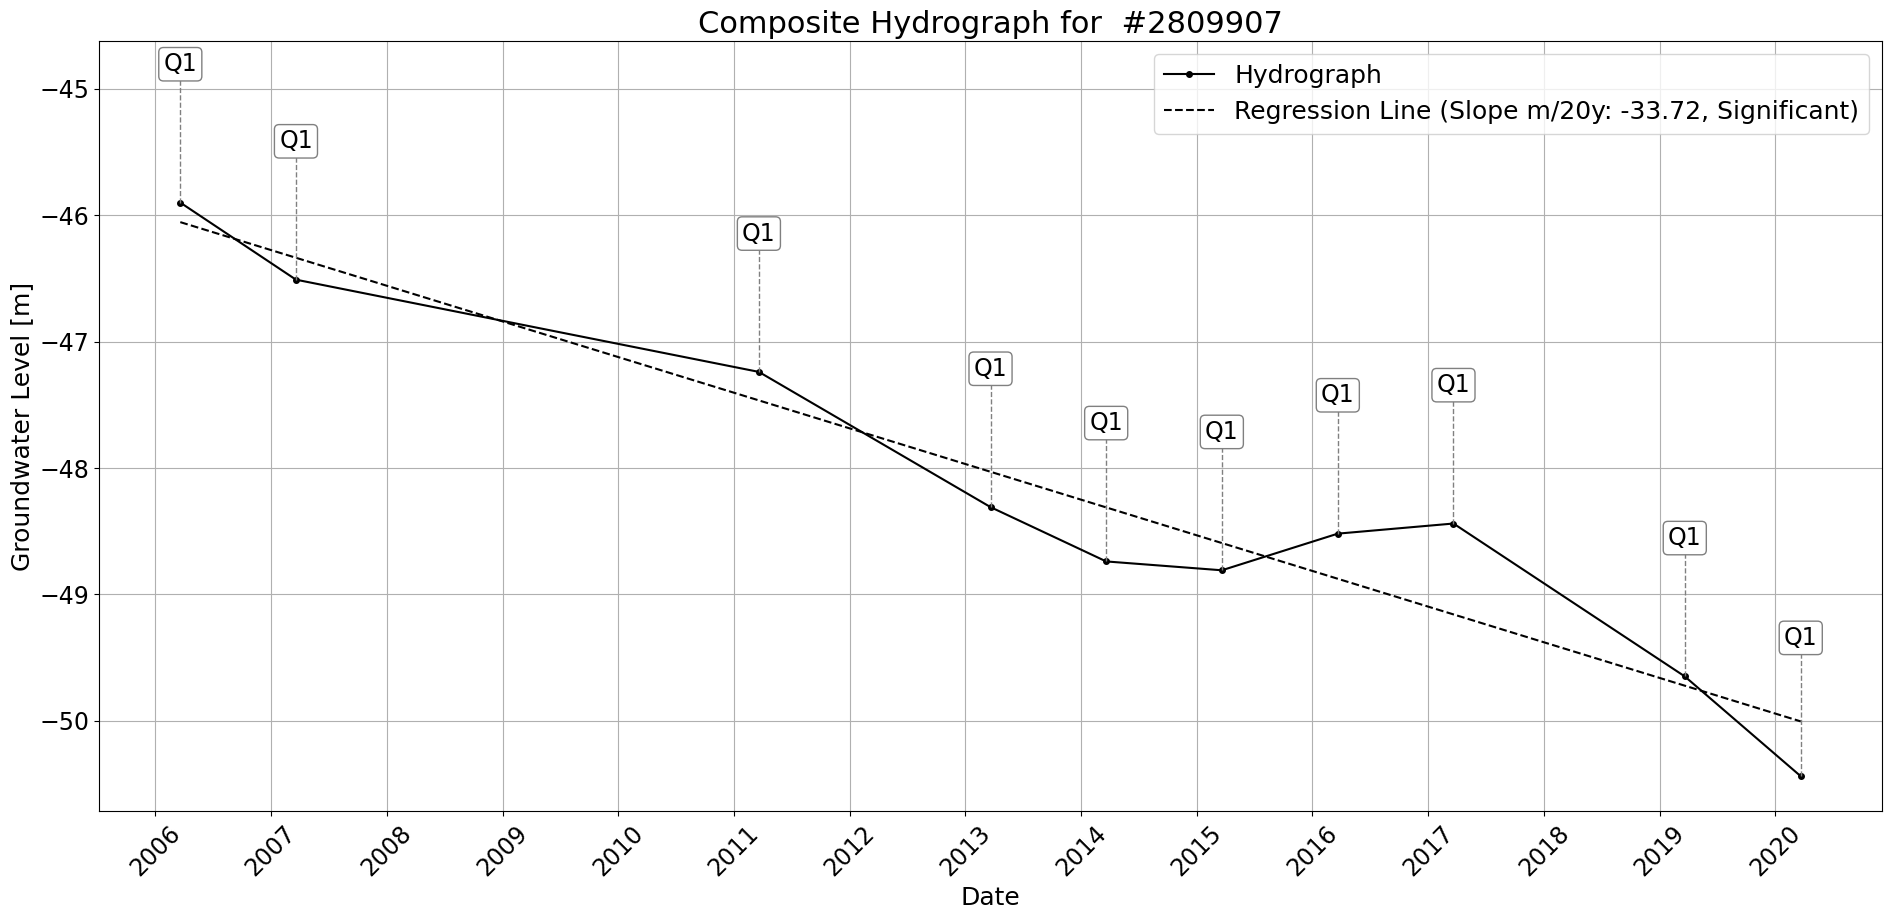 Composite Hydrograph for  #2809907
Hydrograph
Regression Line (Slope m/20y: -33.72, Significant)
Groundwater Level [m]
−45
−46
−47
−48
−49
−50
Q1
Q1
Q1
Q1
Q1
Q1
Q1
Q1
Q1
Q1
2006
2007
2008
2009
2010
2011
2012
2013
2014
2015
2016
2017
2018
2019
2020
Date